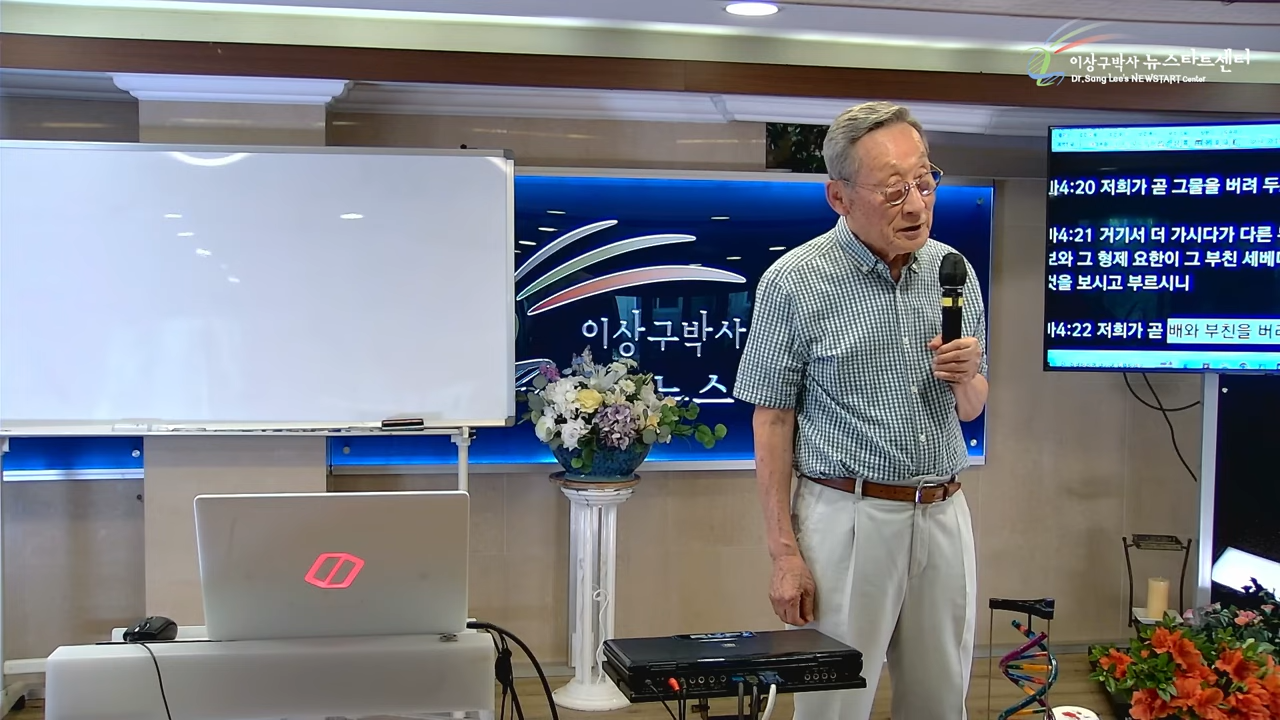 이상구박사 뉴스타트센터
Dr. Sang Lee's NEWSTART Center
4:20 저희가 곧 그물을 버려 두
4:21 거기서 더 가시다가 다른
보와 그 형제 요한이 그 부친 세베
것을 보시고 부르시니
4:22 저희가 곧 배와 부친을 버려
이상구박사
뉴스